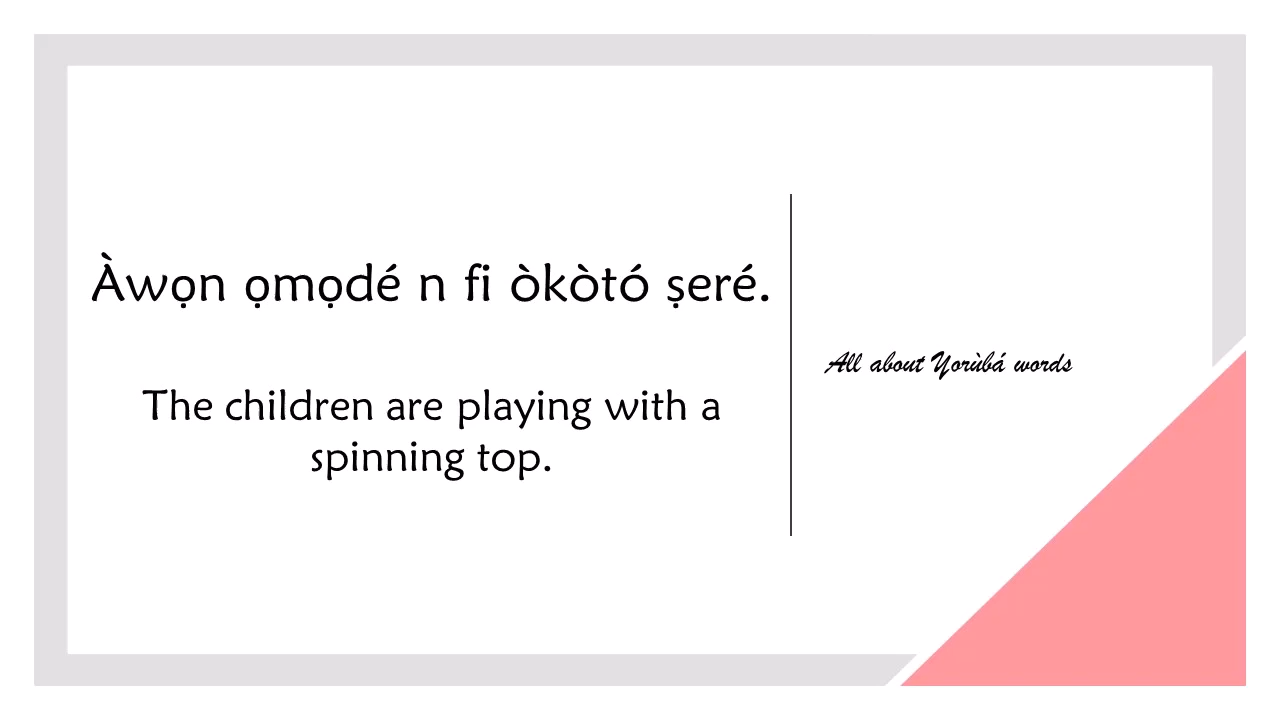 Àwọn ọmọdé n fi òkòtó ṣeré.
The children are playing with a
spinning top.
All about Yorùbá words